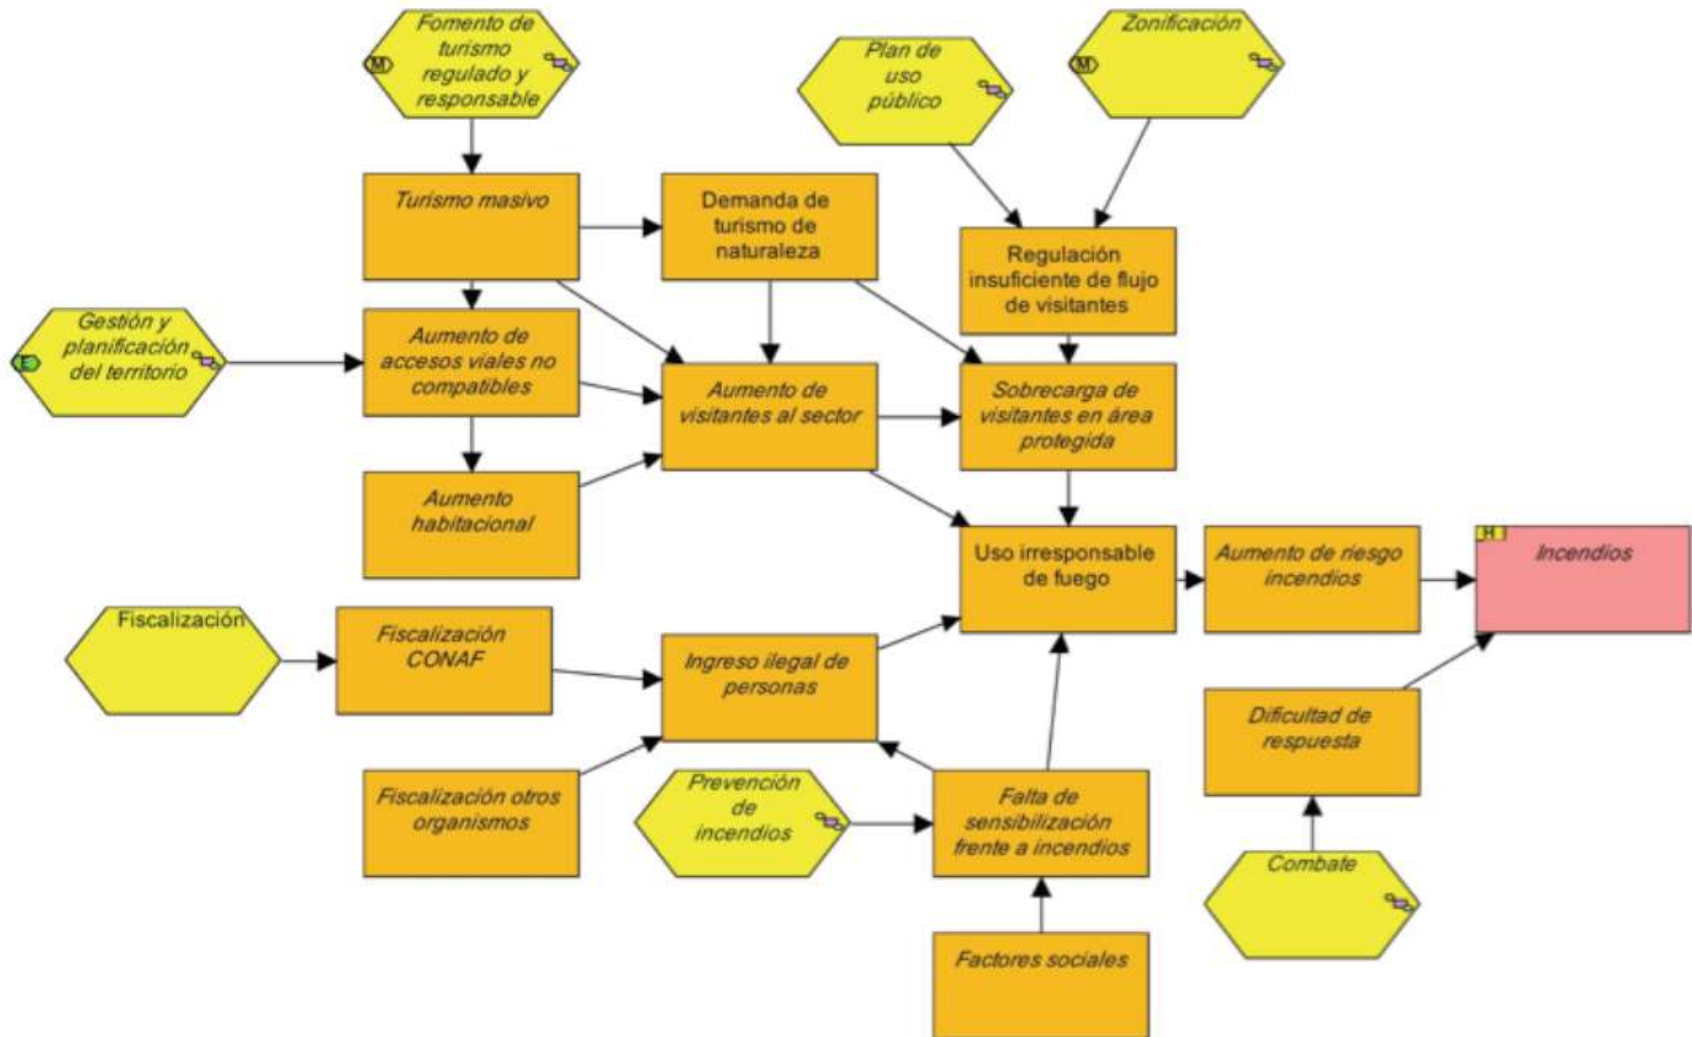 Fomento de
turismo
regulado y
responsable
M
Plan de
uso
público
Zonificación
M
Turismo masivo
Demanda de
turismo de
naturaleza
Regulación
insuficiente de flujo
de visitantes
Gestión y
planificación
del territorio
E
Aumento de
accesos viales no
compatibles
Aumento de
visitantes al sector
Sobrecarga de
visitantes en área
protegida
Aumento
habitacional
Uso irresponsable
de fuego
Aumento de riesgo
incendios
H
Incendios
Fiscalización
Fiscalización
CONAF
Ingreso ilegal de
personas
Dificultad de
respuesta
Fiscalización otros
organismos
Prevención
de
incendios
Falta de
sensibilización
frente a incendios
Combate
Factores sociales